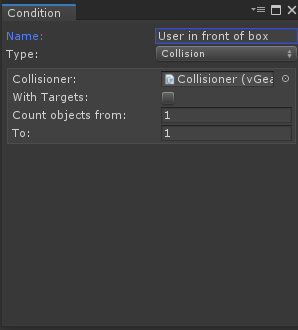 Condition
Name: User in front of box
Type: Collision
Collisioner: Collisioner (vGea
With Targets:
Count objects from: 1
To: 1